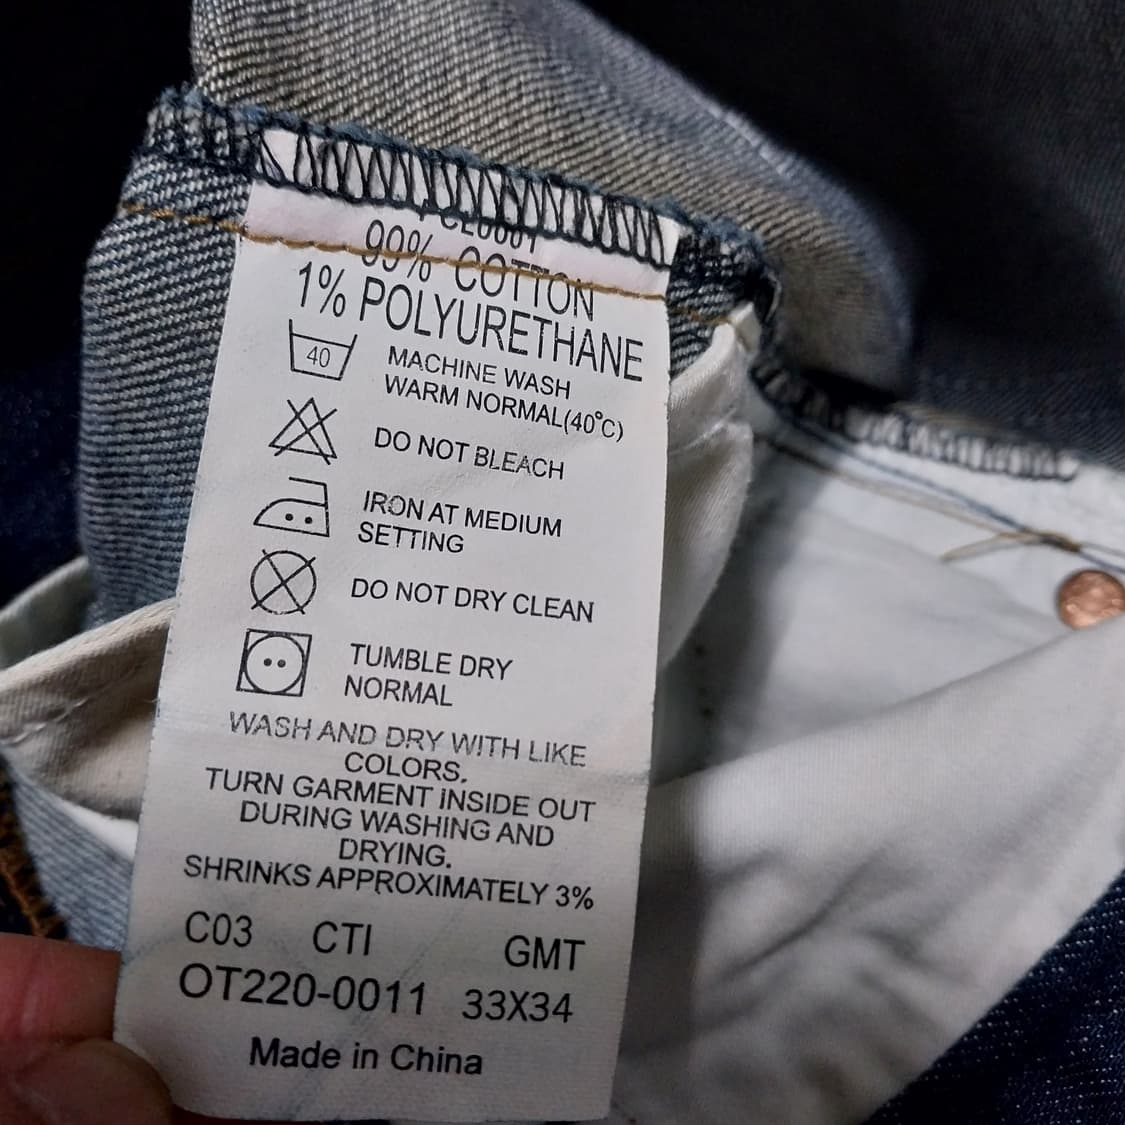 99% COTTON
1% POLYURETHANE
40
MACHINE WASH
WARM NORMAL(40°C)
DO NOT BLEACH
IRON AT MEDIUM
SETTING
DO NOT DRY CLEAN
TUMBLE DRY
NORMAL
WASH AND DRY WITH LIKE
COLORS.
TURN GARMENT INSIDE OUT
DURING WASHING AND
DRYING.
SHRINKS APPROXIMATELY 3%
C03 CTI GMT
OT220-0011 33X34
Made in China